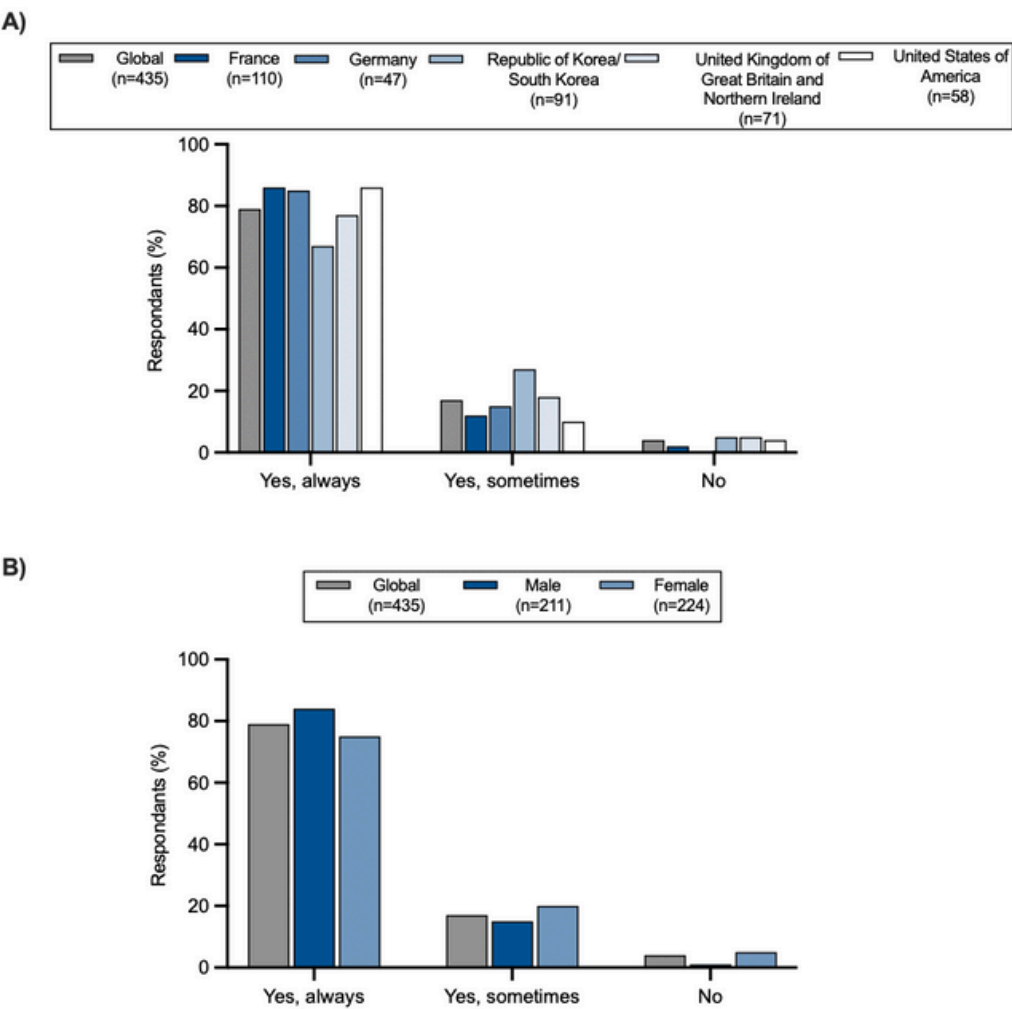 A)
Global
(n=435)
France
(n=110)
Germany
(n=47)
Republic of Korea/
South Korea
(n=91)
United Kingdom of
Great Britain and
Northern Ireland
(n=71)
United States of
America
(n=58)
Respondants (%)
100
80
60
40
20
0
Yes, always
Yes, sometimes
No
B)
Global
(n=435)
Male
(n=211)
Female
(n=224)
Respondants (%)
100
80
60
40
20
0
Yes, always
Yes, sometimes
No